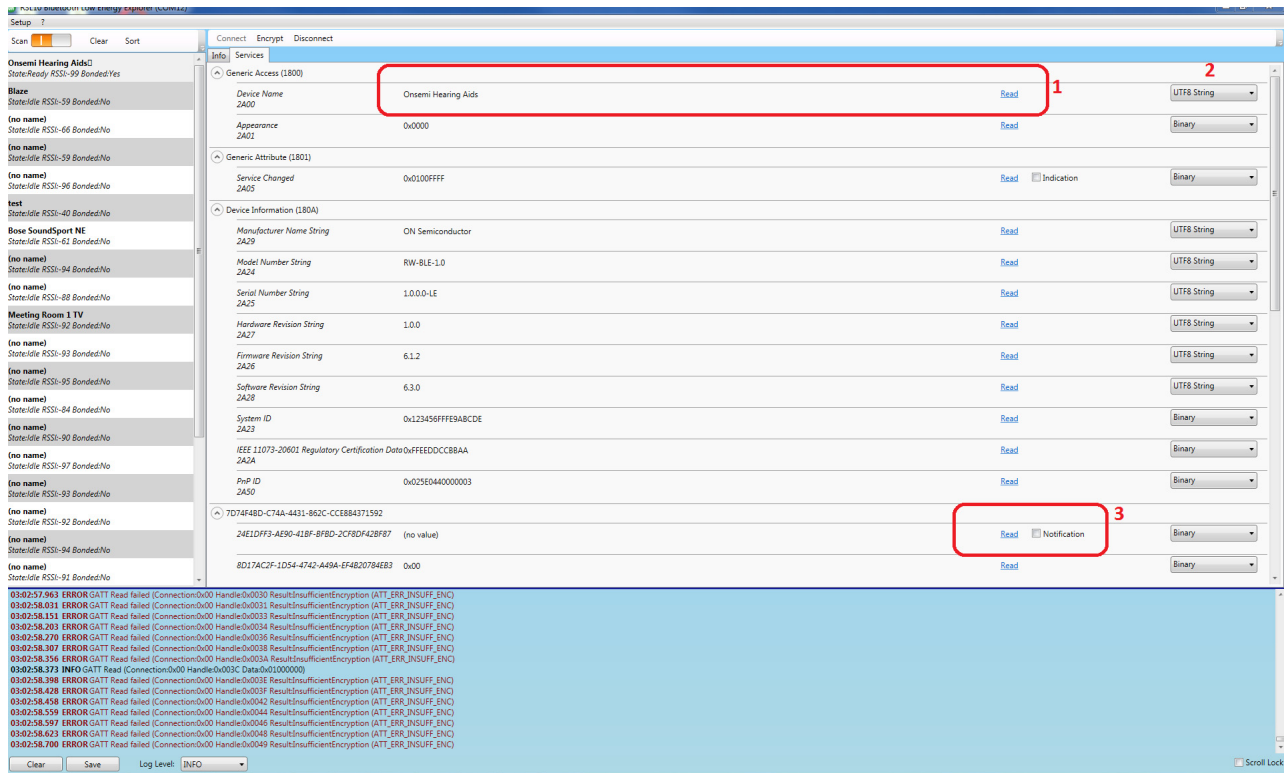 RSL10 Bluetooth Low Energy Explorer (COM12)
Setup ?
Scan Clear Sort
Connect Encrypt Disconnect
Info Services
Onsemi Hearing Aids
State:Ready RSSI:-99 Bonded:Yes
Blaze
State:Idle RSSI:-59 Bonded:No
(no name)
State:Idle RSSI:-66 Bonded:No
(no name)
State:Idle RSSI:-59 Bonded:No
(no name)
State:Idle RSSI:-96 Bonded:No
test
State:Idle RSSI:-40 Bonded:No
Bose SoundSport NE
State:Idle RSSI:-61 Bonded:No
(no name)
State:Idle RSSI:-94 Bonded:No
(no name)
State:Idle RSSI:-88 Bonded:No
Meeting Room 1 TV
State:Idle RSSI:-92 Bonded:No
(no name)
State:Idle RSSI:-93 Bonded:No
(no name)
State:Idle RSSI:-95 Bonded:No
(no name)
State:Idle RSSI:-84 Bonded:No
(no name)
State:Idle RSSI:-90 Bonded:No
(no name)
State:Idle RSSI:-97 Bonded:No
(no name)
State:Idle RSSI:-93 Bonded:No
(no name)
State:Idle RSSI:-92 Bonded:No
(no name)
State:Idle RSSI:-94 Bonded:No
(no name)
State:Idle RSSI:-91 Bonded:No
Generic Access (1800)
2
Device Name Onsemi Hearing Aids Read 1 UTF8 String
2A00
Appearance 0x0000 Read Binary
2A01
Generic Attribute (1801)
Service Changed 0x0100FFFF Read Indication Binary
2A05
Device Information (180A)
Manufacturer Name String ON Semiconductor Read UTF8 String
2A29
Model Number String RW-BLE-1.0 Read UTF8 String
2A24
Serial Number String 1.0.0.0-LE Read UTF8 String
2A25
Hardware Revision String 1.0.0 Read UTF8 String
2A27
Firmware Revision String 6.1.2 Read UTF8 String
2A26
Software Revision String 6.3.0 Read UTF8 String
2A28
System ID 0x123456FFFE9ABCDE Read Binary
2A23
IEEE 11073-20601 Regulatory Certification Data 0xFFEEDDCCBBAA Read Binary
2A2A
PnP ID 0x025E0440000003 Read Binary
2A50
7D74F4BD-C74A-4431-862C-CCE884371592
3
24E1DFF3-AE90-41BF-BFBD-2CF8DF42BF87 (no value) Read Notification Binary
8D17AC2F-1D54-4742-A49A-EF4B20784EB3 0x00 Read Binary
03:02:57.963 ERROR GATT Read failed (Connection:0x00 Handle:0x0030 Result:InsufficientEncryption (ATT_ERR_INSUFF_ENC)
03:02:58.031 ERROR GATT Read failed (Connection:0x00 Handle:0x0031 Result:InsufficientEncryption (ATT_ERR_INSUFF_ENC)
03:02:58.151 ERROR GATT Read failed (Connection:0x00 Handle:0x0033 Result:InsufficientEncryption (ATT_ERR_INSUFF_ENC)
03:02:58.203 ERROR GATT Read failed (Connection:0x00 Handle:0x0034 Result:InsufficientEncryption (ATT_ERR_INSUFF_ENC)
03:02:58.270 ERROR GATT Read failed (Connection:0x00 Handle:0x0036 Result:InsufficientEncryption (ATT_ERR_INSUFF_ENC)
03:02:58.307 ERROR GATT Read failed (Connection:0x00 Handle:0x0038 Result:InsufficientEncryption (ATT_ERR_INSUFF_ENC)
03:02:58.356 ERROR GATT Read failed (Connection:0x00 Handle:0x003A Result:InsufficientEncryption (ATT_ERR_INSUFF_ENC)
03:02:58.373 INFO GATT Read (Connection:0x00 Handle:0x003C Data:0x01000000)
03:02:58.398 ERROR GATT Read failed (Connection:0x00 Handle:0x003E Result:InsufficientEncryption (ATT_ERR_INSUFF_ENC)
03:02:58.428 ERROR GATT Read failed (Connection:0x00 Handle:0x003F Result:InsufficientEncryption (ATT_ERR_INSUFF_ENC)
03:02:58.458 ERROR GATT Read failed (Connection:0x00 Handle:0x0042 Result:InsufficientEncryption (ATT_ERR_INSUFF_ENC)
03:02:58.559 ERROR GATT Read failed (Connection:0x00 Handle:0x0044 Result:InsufficientEncryption (ATT_ERR_INSUFF_ENC)
03:02:58.597 ERROR GATT Read failed (Connection:0x00 Handle:0x0046 Result:InsufficientEncryption (ATT_ERR_INSUFF_ENC)
03:02:58.623 ERROR GATT Read failed (Connection:0x00 Handle:0x0048 Result:InsufficientEncryption (ATT_ERR_INSUFF_ENC)
03:02:58.700 ERROR GATT Read failed (Connection:0x00 Handle:0x0049 Result:InsufficientEncryption (ATT_ERR_INSUFF_ENC)
Clear Save Log Level: INFO Scroll Lock